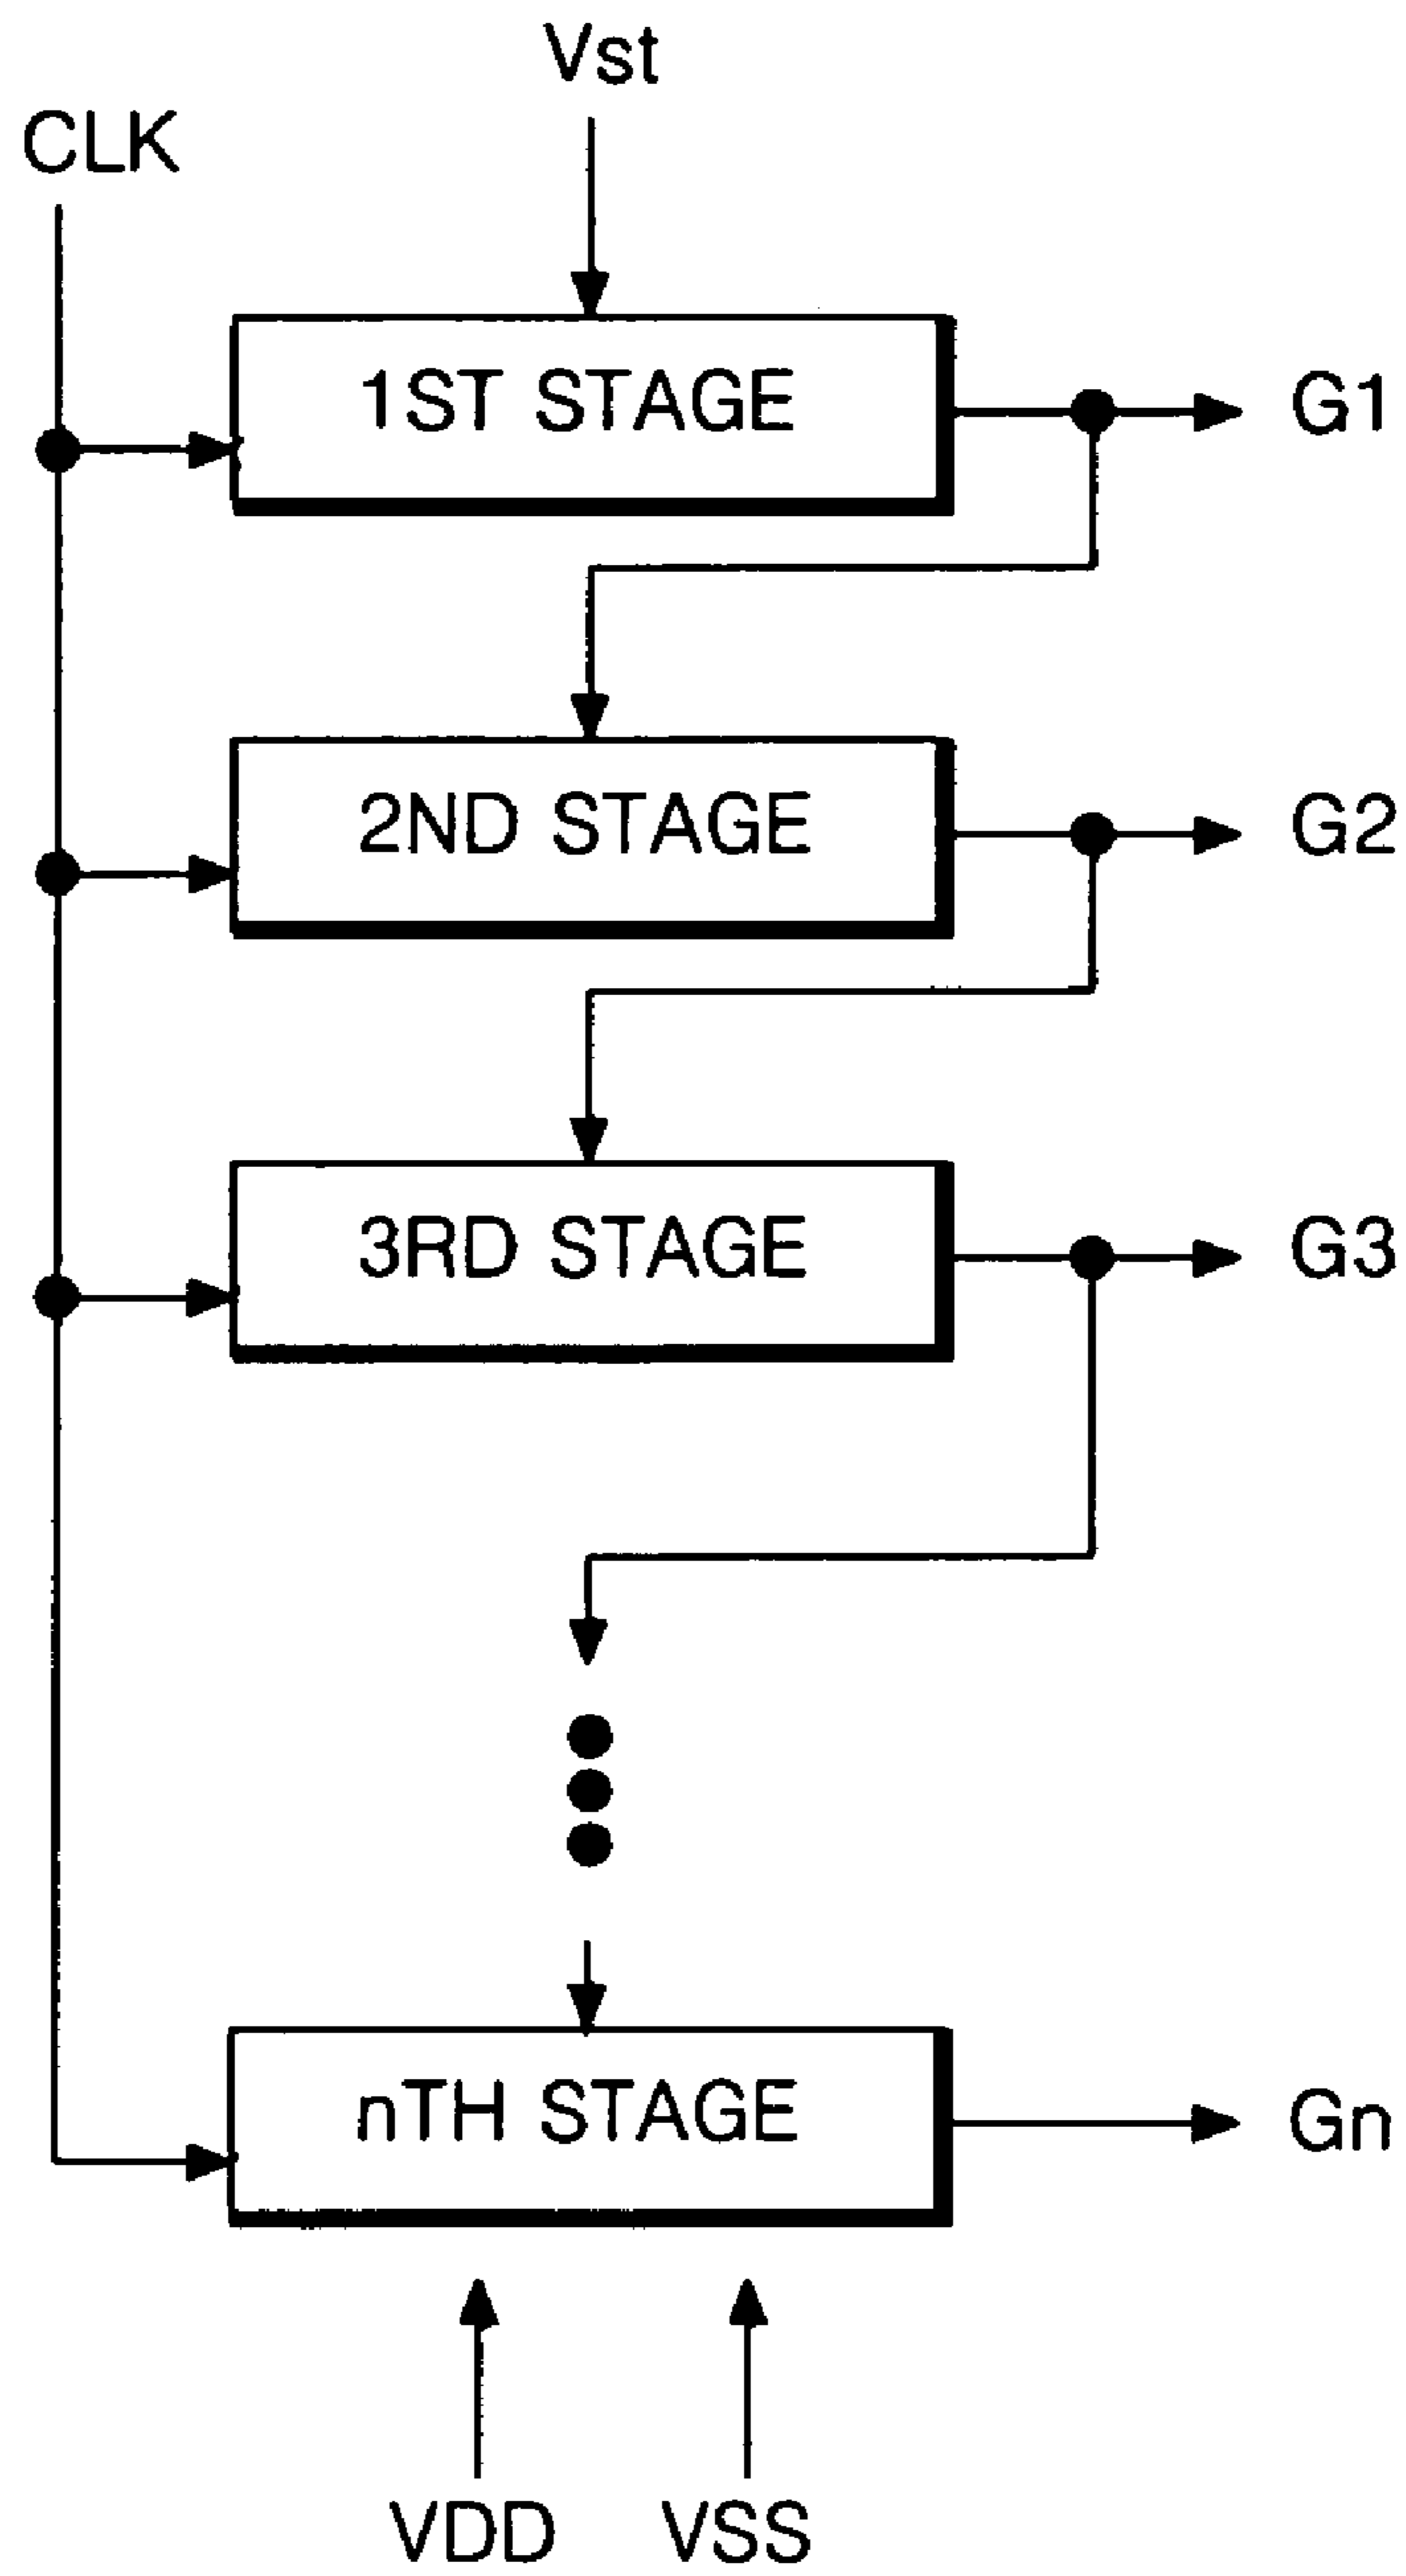 Vst
CLK
1ST STAGE
G1
2ND STAGE
G2
3RD STAGE
G3
nTH STAGE
Gn
VDD
VSS